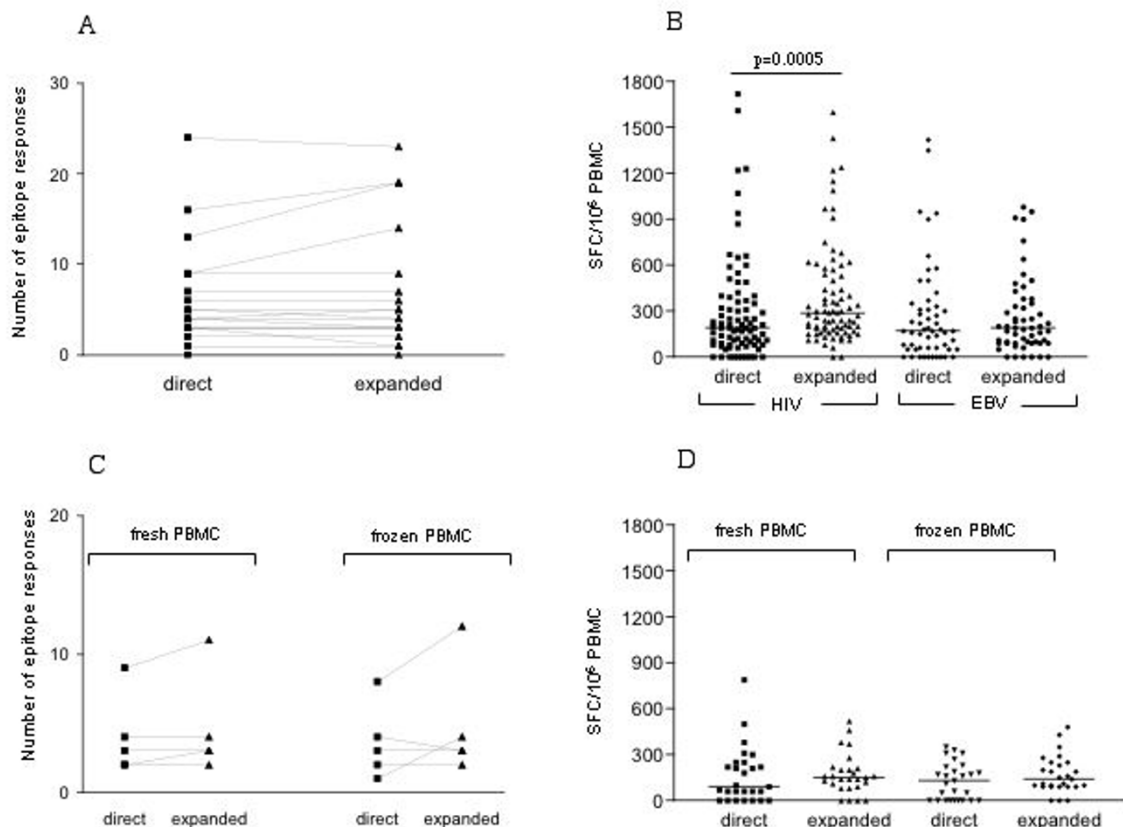 A
Number of epitope responses
30
20
10
0
direct expanded
B
p=0.0005
SFC/10⁶ PBMC
1800
1500
1200
900
600
300
0
direct expanded direct expanded
HIV EBV
C
Number of epitope responses
20
10
0
fresh PBMC frozen PBMC
direct expanded direct expanded
D
SFC/10⁶ PBMC
1800
1500
1200
900
600
300
0
fresh PBMC frozen PBMC
direct expanded direct expanded